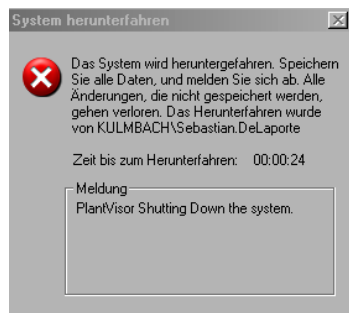 System herunterfahren
Das System wird heruntergefahren. Speichern
Sie alle Daten, und melden Sie sich ab. Alle
Änderungen, die nicht gespeichert werden,
gehen verloren. Das Herunterfahren wurde
von KULMBACH\Sebastian.DeLaporte
Zeit bis zum Herunterfahren: 00:00:24
Meldung
PlantVisor Shutting Down the system.